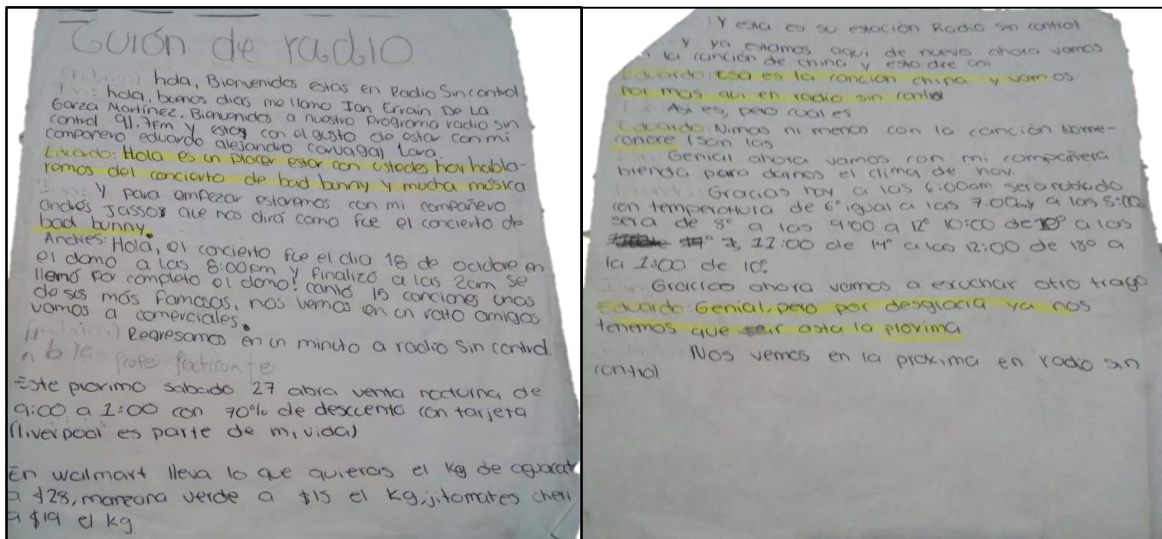 Guión de radio
hola, Bienvenidos estas en Radio Sin control
hola, buenos dias me llamo Ian Ervain De La
Garza Martínez, Bienvenidos a nuestro Programa radio sin
control 91.7fm y estoy con el gusto de estar con mi
compañero eduardo alejandro carvagal Lara.
Eduardo: Hola es un placer estar con ustedes hoy habla-
remos del concierto de bad bunny y mucha música
Y para empezar estaremos con mi compañero
andrés Jassos que nos dirá como fue el concierto de
bad bunny.
Andres: Hola, el concierto fue el dia 18 de octobre en
el domo a las 8:00pm y finalizó a las 2am se
llemó por completo el domo! cantó 15 canciones unas
de sus más famosas, nos vemos en un rato amigos
vamos a comerciales.
Regresamos en un minuto a radio Sin control.
Este proximo sabado 27 abra venta nocturna de
9:00 a 1:00 con 70% de descuento con tarjeta
(liverpool es parte de mi vida)
En walmart lleva lo que quieras el kg de aguacat
a $28, manzana verde a $15 el kg, jitomates cheri
a $19 el kg
Y esta es su estación Radio sin control
Y ya estamos aqui de nuevo ahora vamos
la canción de china y esto dice asi
Eduardo: esa es la cancion china y vamos
por mas aqui en radio sin control
Asi es, pero cual es
Eduardo: Nimas ni menos con la canción
son las
Genial ahora vamos con mi compañera
brenda para darnos el clima de hoy.
Gracias hoy a las 6:00am sera nublado
con temperatura de 6° igual a las 7:00 y a las 8:00
sera de 8° a las 9:00 a 12° 10:00 de a las
11:00 de 14° a las 12:00 de 18° a
la 1:00 de 10°.
Gracias ahora vamos a escuchar otro trago
Eduardo: Genial, pero por desgracia ya nos
tenemos que ir asta la proxima
Nos vemos en la proxima en radio sin
control